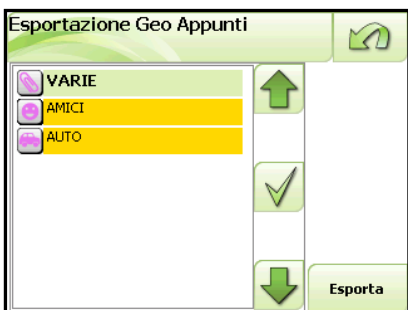 Esportazione Geo Appunti
VARIE
AMICI
AUTO
Esporta